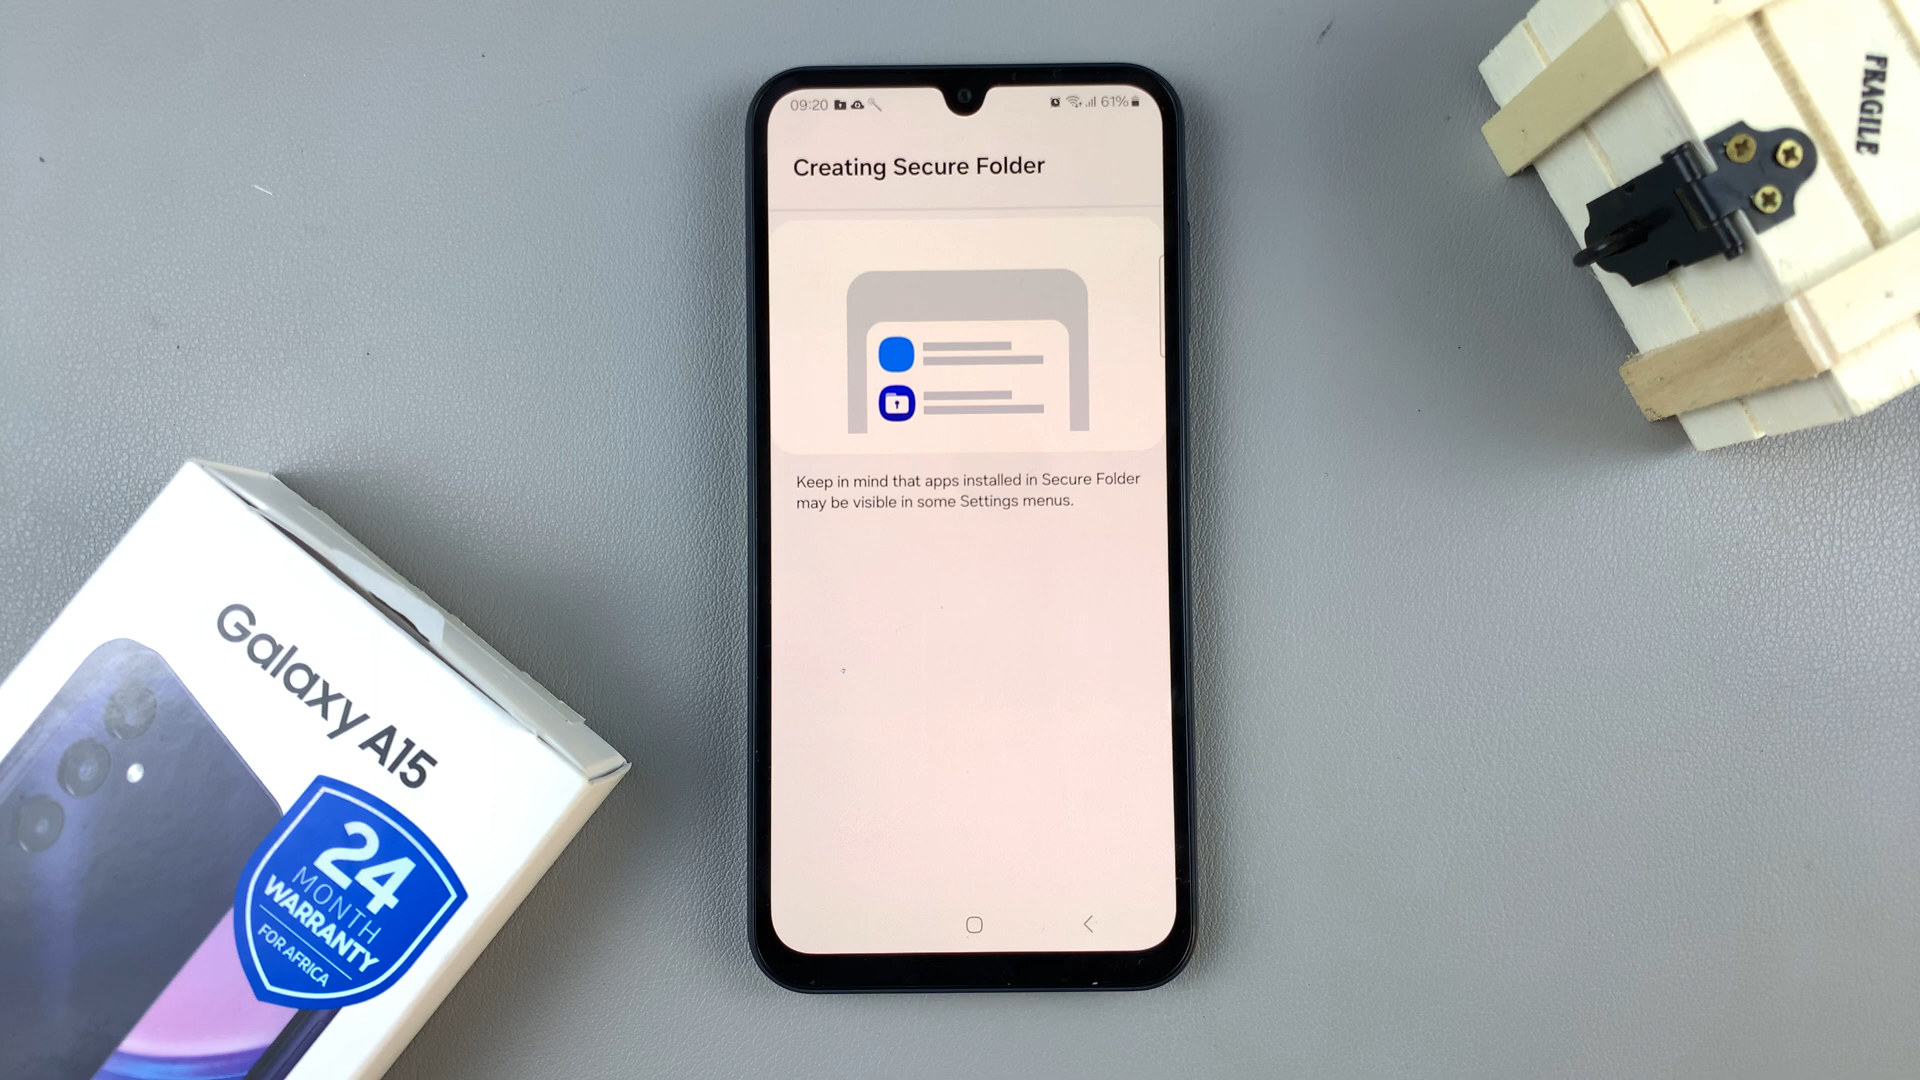 09:20
61%
Creating Secure Folder
Keep in mind that apps installed in Secure Folder
may be visible in some Settings menus.
Galaxy A15
24
MONTH
WARRANTY
FOR AFRICA
FRAGILE